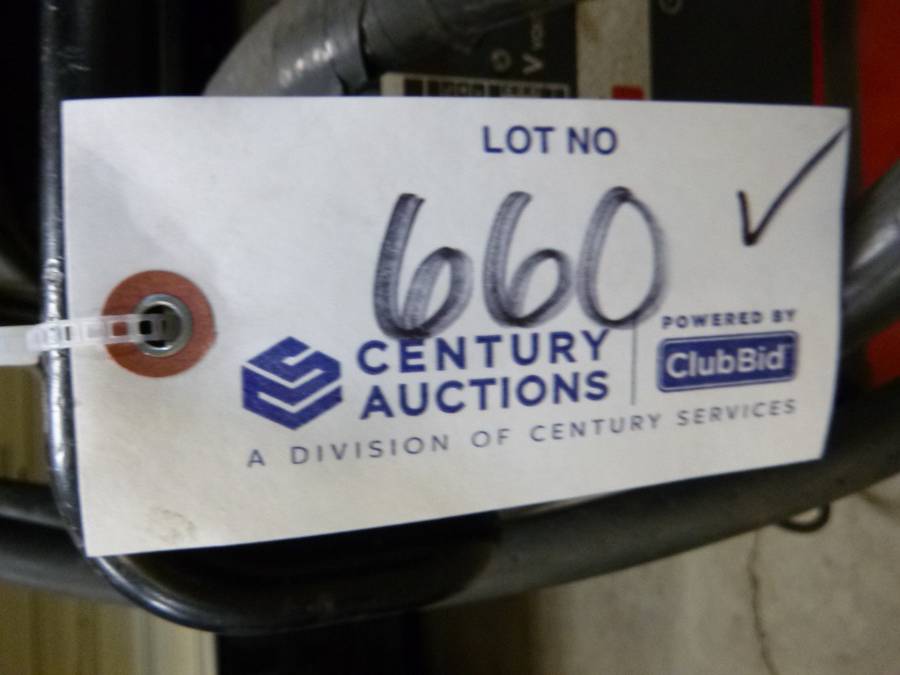 LOT NO
660
CENTURY
AUCTIONS
POWERED BY
ClubBid
A DIVISION OF CENTURY SERVICES